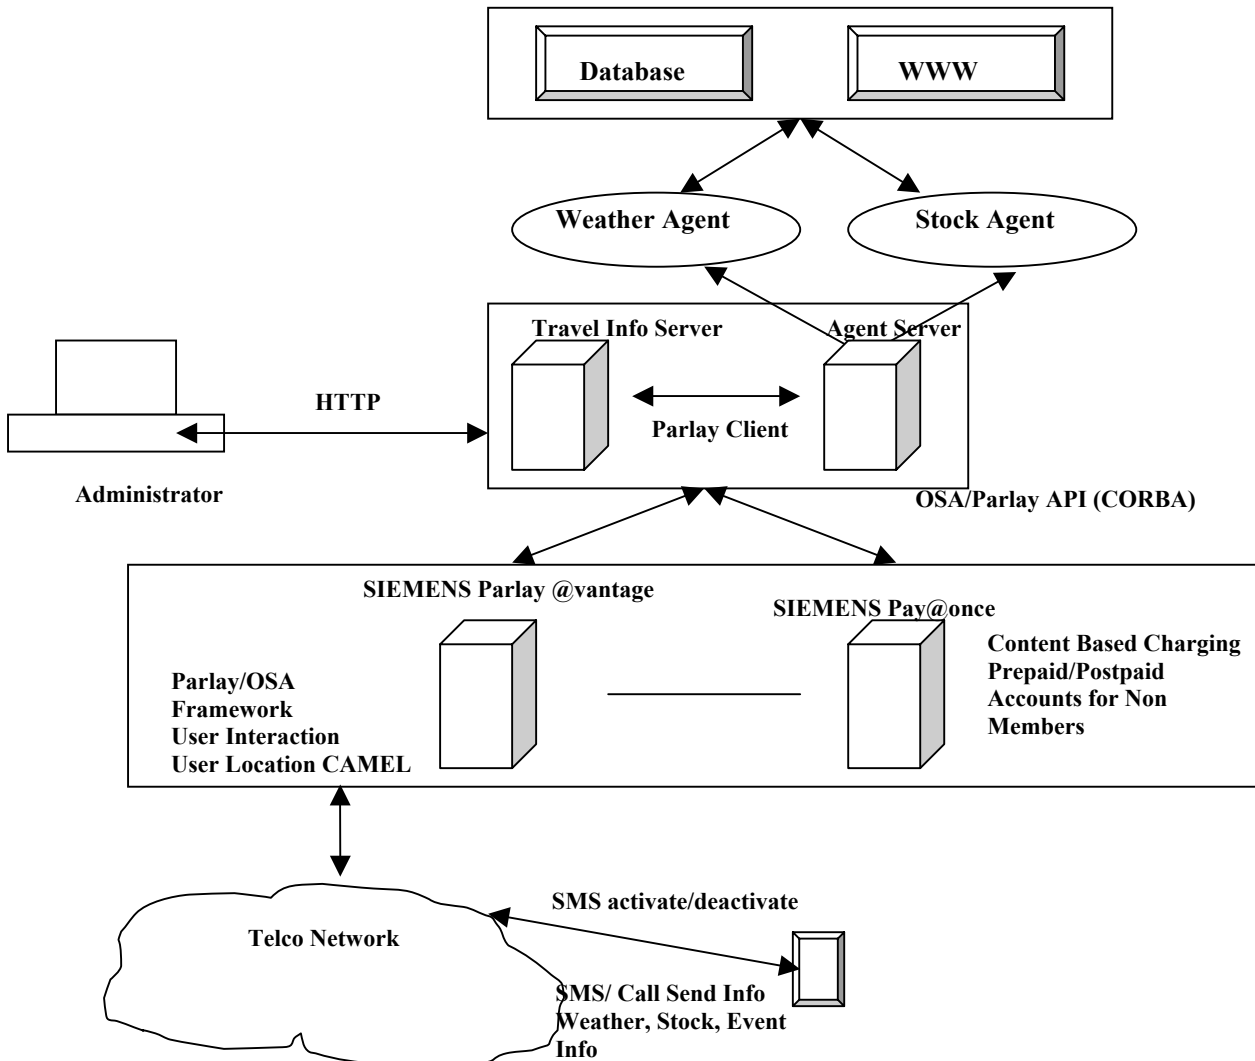 Database
WWW
Weather Agent
Stock Agent
Travel Info Server
Agent Server
HTTP
Parlay Client
Administrator
OSA/Parlay API (CORBA)
SIEMENS Parlay @vantage
SIEMENS Pay@once
Content Based Charging
Prepaid/Postpaid
Accounts for Non
Members
Parlay/OSA
Framework
User Interaction
User Location CAMEL
SMS activate/deactivate
Telco Network
SMS/ Call Send Info
Weather, Stock, Event
Info